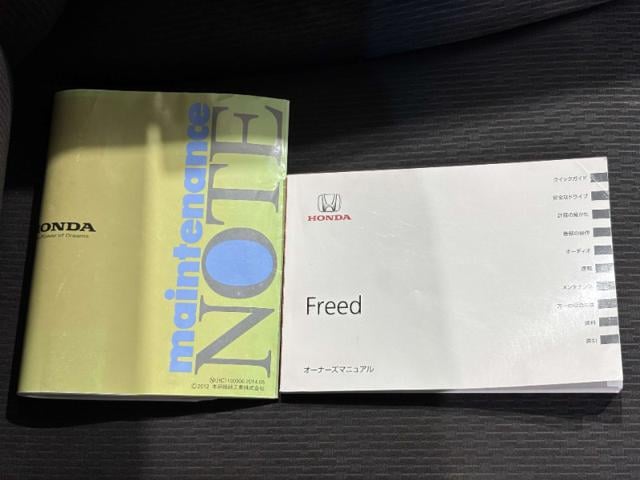 HONDA
Power of Dreams
maintenance
NOTE
©2012 本田技研工業株式会社
HONDA
Freed
オーナーズマニュアル
クイックガイド
安全なドライブ
計器の見かた
各部の操作
オーディオ
運転
メンテナンス
万一の場合には
資料
索引